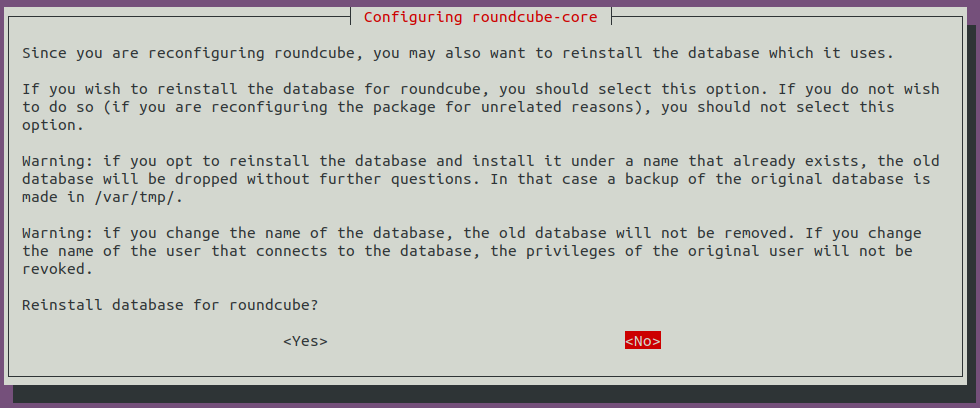 Configuring roundcube-core
Since you are reconfiguring roundcube, you may also want to reinstall the database which it uses.
If you wish to reinstall the database for roundcube, you should select this option. If you do not wish
to do so (if you are reconfiguring the package for unrelated reasons), you should not select this
option.
Warning: if you opt to reinstall the database and install it under a name that already exists, the old
database will be dropped without further questions. In that case a backup of the original database is
made in /var/tmp/.
Warning: if you change the name of the database, the old database will not be removed. If you change
the name of the user that connects to the database, the privileges of the original user will not be
revoked.
Reinstall database for roundcube?
<Yes> <No>